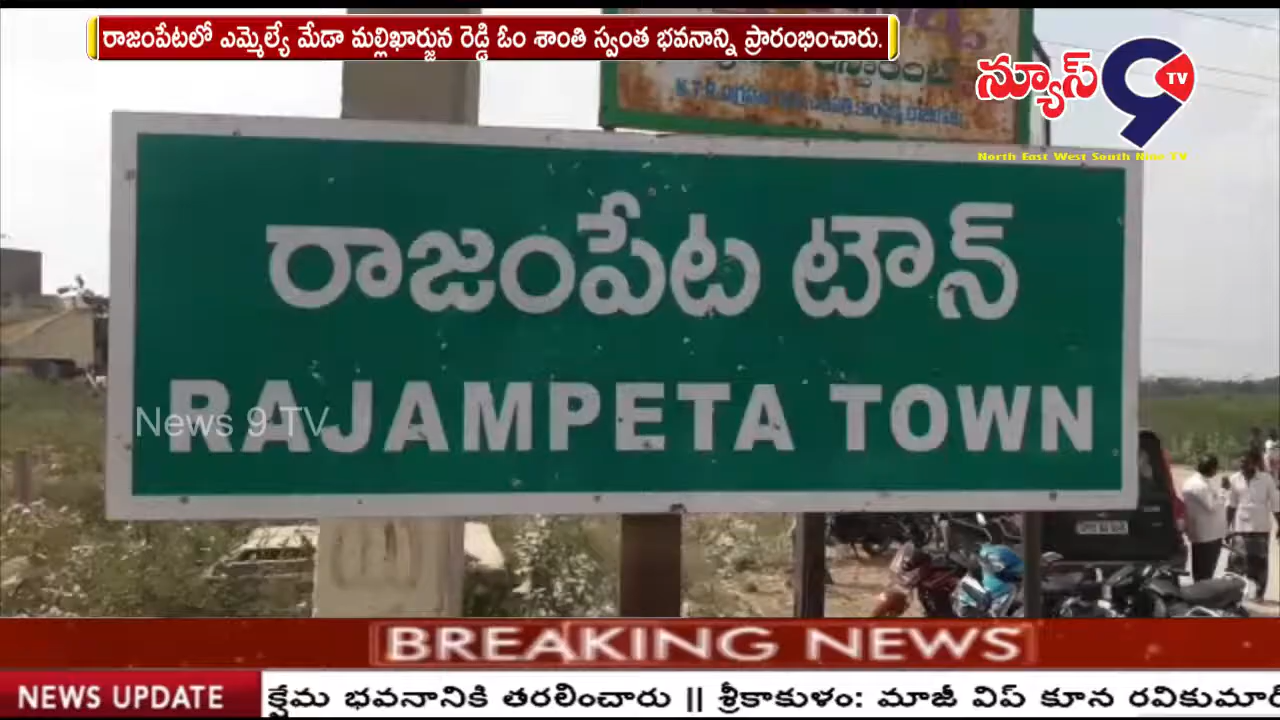 రాజంపేటలో ఎమ్మెల్యే మేడా మల్లిఖార్జున రెడ్డి ఓం శాంతి స్వంత భవనాన్ని ప్రారంభించారు.
న్యూస్ 9 TV
North East West South Nine TV
రాజంపేట టౌన్
RAJAMPETA TOWN
News 9 TV
BREAKING NEWS
NEWS UPDATE
క్షేమ భవనానికి తరలించారు || శ్రీకాకుళం: మాజీ విప్ కూన రవికుమార్